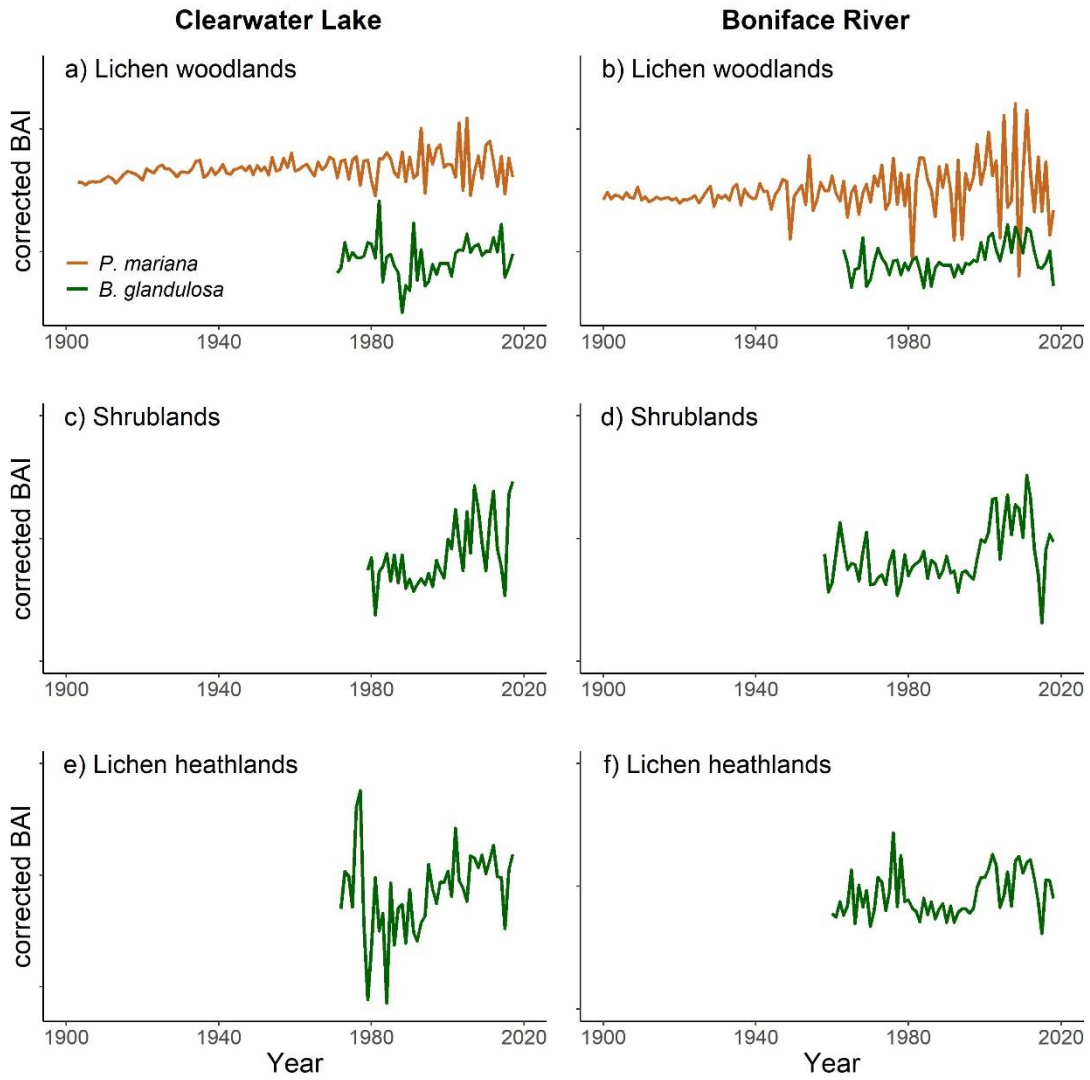 Clearwater Lake
Boniface River
a) Lichen woodlands
b) Lichen woodlands
corrected BAI
P. mariana
B. glandulosa
1900 1940 1980 2020
1900 1940 1980 2020
c) Shrublands
d) Shrublands
corrected BAI
1900 1940 1980 2020
1900 1940 1980 2020
e) Lichen heathlands
f) Lichen heathlands
corrected BAI
1900 1940 1980 2020
1900 1940 1980 2020
Year
Year